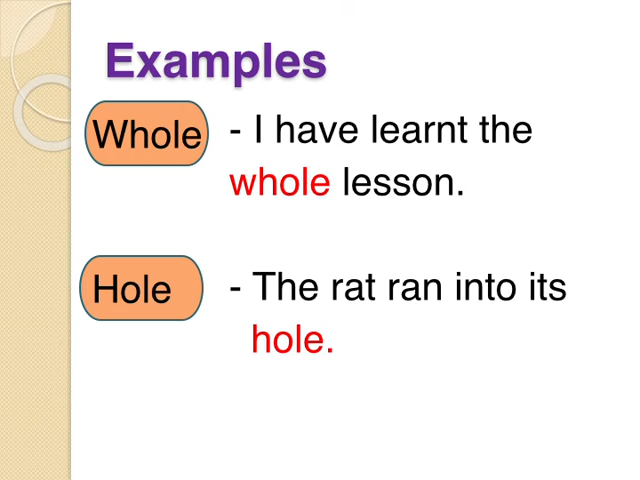 Examples
Whole - I have learnt the
whole lesson.
Hole - The rat ran into its
hole.